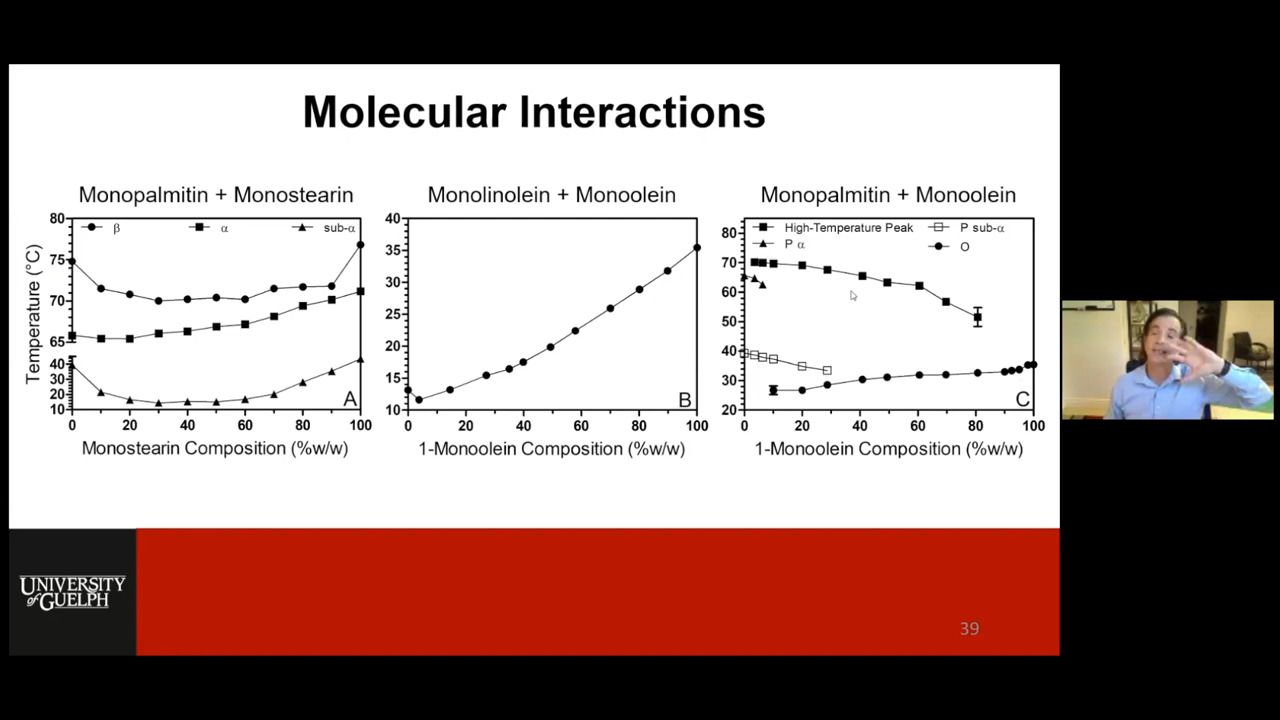 Molecular Interactions
Monopalmitin + Monostearin
β
α
sub-α
Temperature (°C)
80
75
70
65
40
30
20
10
0
20
40
60
80
100
A
Monostearin Composition (%w/w)
Monolinolein + Monoolein
40
35
30
25
20
15
10
0
20
40
60
80
100
B
1-Monoolein Composition (%w/w)
Monopalmitin + Monoolein
High-Temperature Peak
P sub-α
P α
O
80
70
60
50
40
30
20
0
20
40
60
80
100
C
1-Monoolein Composition (%w/w)
UNIVERSITY
of GUELPH
39